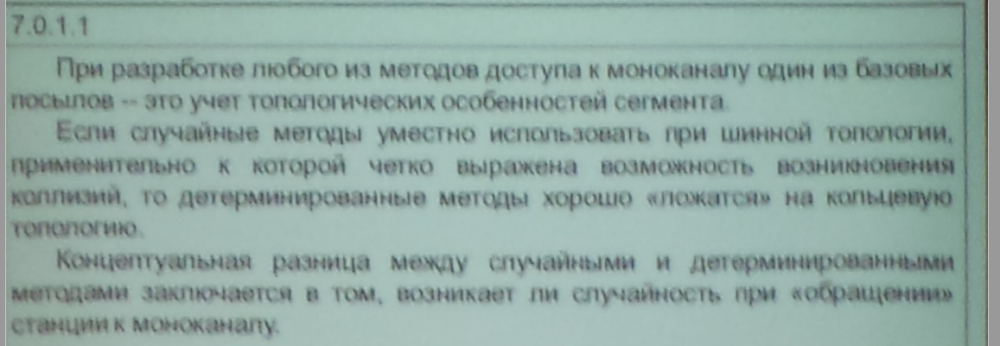 7.0.1.1
При разработке любого из методов доступа к моноканалу один из базовых
посылов -- это учет топологических особенностей сегмента.
Если случайные методы уместно использовать при шинной топологии,
применительно к которой четко выражена возможность возникновения
коллизий, то детерминированные методы хорошо «ложатся» на кольцевую
топологию.
Концептуальная разница между случайными и детерминированными
методами заключается в том, возникает ли случайность при «обращении»
станции к моноканалу.